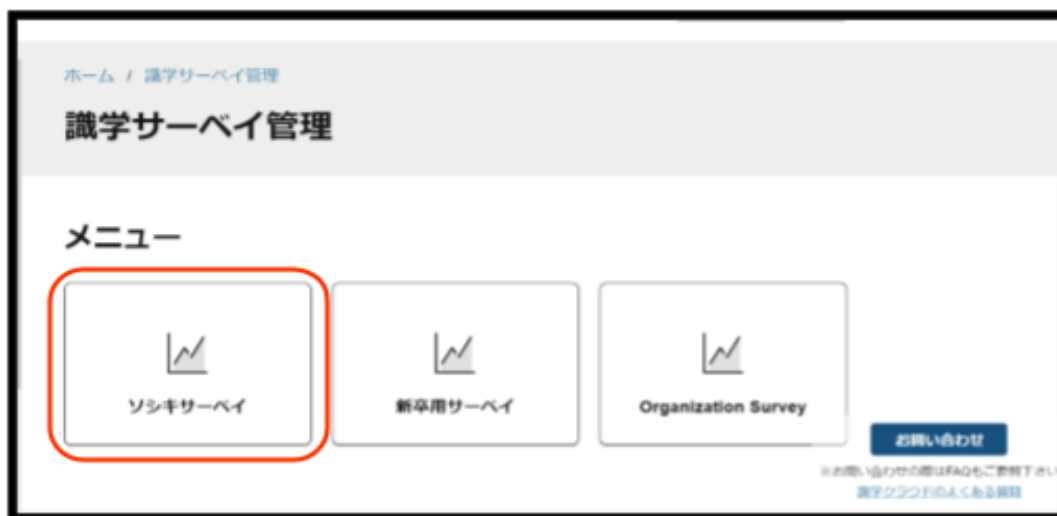 ホーム / 識学サーベイ管理
識学サーベイ管理
メニュー
ソシキサーベイ
新卒用サーベイ
Organization Survey
お問い合わせ
※お問い合わせの際はFAQもご参照下さい
識学クラウドのよくある質問